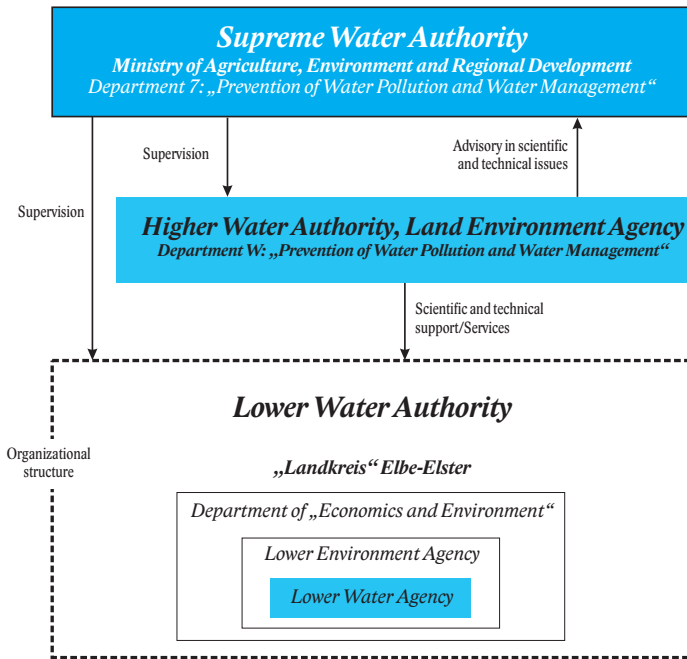 Supreme Water Authority
Ministry of Agriculture, Environment and Regional Development
Department 7: „Prevention of Water Pollution and Water Management“
Supervision
Advisory in scientific
and technical issues
Supervision
Higher Water Authority, Land Environment Agency
Department W: „Prevention of Water Pollution and Water Management“
Scientific and technical
support/Services
Lower Water Authority
Organizational
structure
„Landkreis“ Elbe-Elster
Department of „Economics and Environment“
Lower Environment Agency
Lower Water Agency